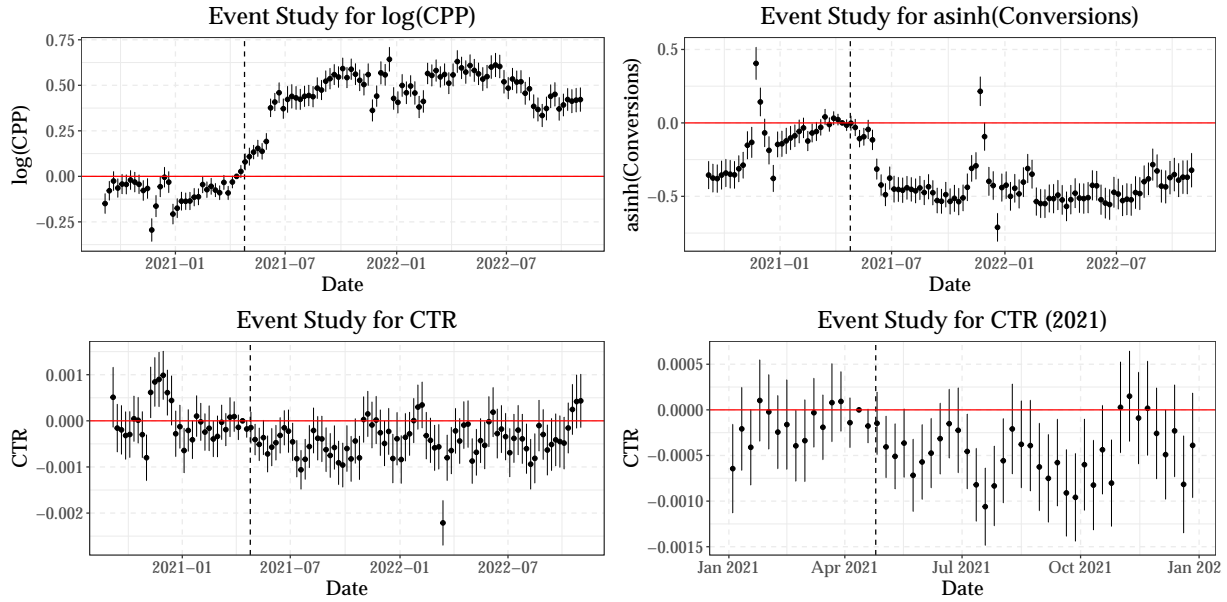 Event Study for log(CPP)
log(CPP)
0.75
0.50
0.25
0.00
−0.25
2021−01
2021−07
2022−01
2022−07
Date
Event Study for asinh(Conversions)
asinh(Conversions)
0.5
0.0
−0.5
2021−01
2021−07
2022−01
2022−07
Date
Event Study for CTR
CTR
0.001
0.000
−0.001
−0.002
2021−01
2021−07
2022−01
2022−07
Date
Event Study for CTR (2021)
CTR
0.0005
0.0000
−0.0005
−0.0010
−0.0015
Jan 2021
Apr 2021
Jul 2021
Oct 2021
Jan 202
Date